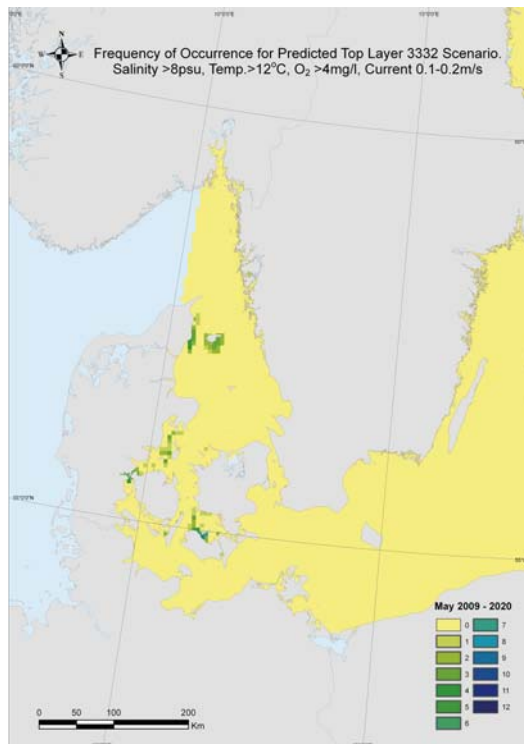 N
W E
S
Frequency of Occurrence for Predicted Top Layer 3332 Scenario.
Salinity >8psu, Temp.>12°C, O2 >4mg/l, Current 0.1-0.2m/s
May 2009 - 2020
0 7
1 8
2 9
3 10
4 11
5 12
6
0 50 100 200
Km